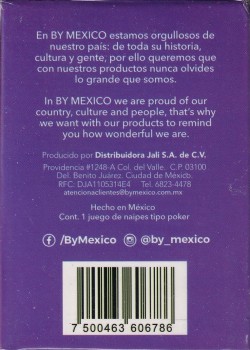 En BY MEXICO estamos orgullosos de
nuestro país: de toda su historia,
cultura y gente, por ello queremos que
con nuestros productos nunca olvides
lo grande que somos.
In BY MEXICO we are proud of our
country, culture and people, that's why
we want with our products to remind
you how wonderful we are.
Producido por Distribuidora Jali S.A. de C.V.
Providencia #1248-A Col. del Valle. C.P. 03100
Del. Benito Juárez. Ciudad de México.
RFC: DJA1105314E4 Tel. 6823-4478
atencionaclientes@bymexico.com.mx
Hecho en México
Cont. 1 juego de naipes tipo poker
/ByMexico @by_mexico
7 500463 606786